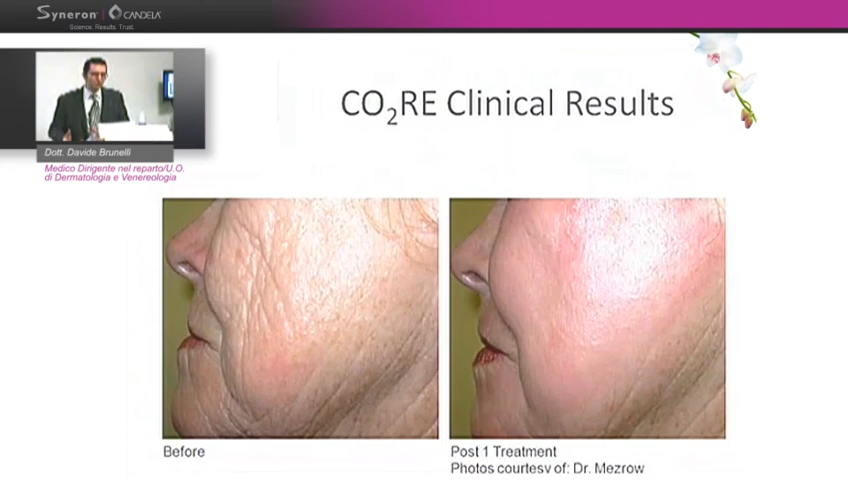 Syneron | CANDELA
Science. Results. Trust.
CO₂RE Clinical Results
Dott. Davide Brunelli
Medico Dirigente nel reparto/U.O.
di Dermatologia e Venereologia
Before
Post 1 Treatment
Photos courtesy of: Dr. Mezrow